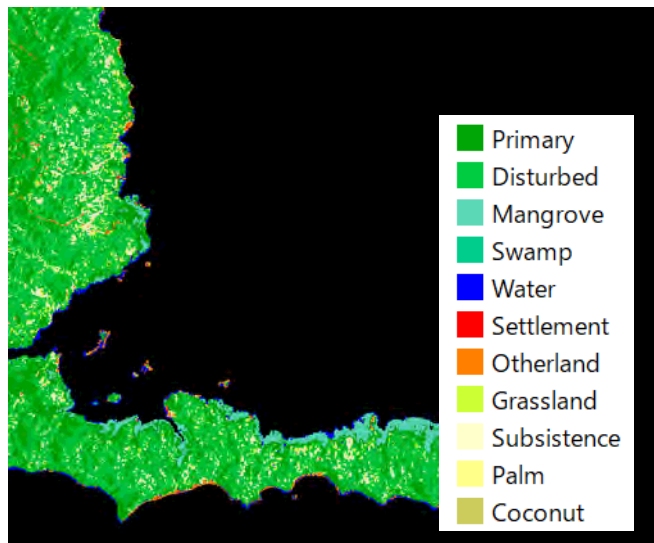 Primary
Disturbed
Mangrove
Swamp
Water
Settlement
Otherland
Grassland
Subsistence
Palm
Coconut